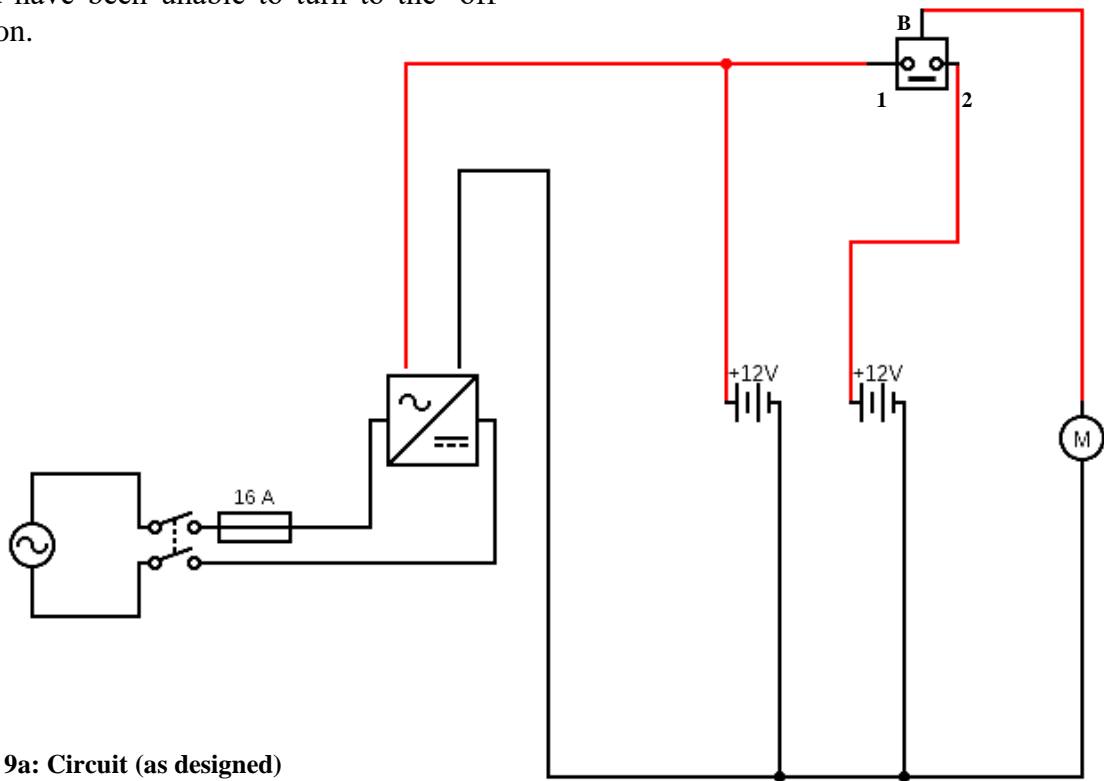 have been unable to turn to the "off"
on.
B
1
2
+12V
+12V
M
16 A
9a: Circuit (as designed)